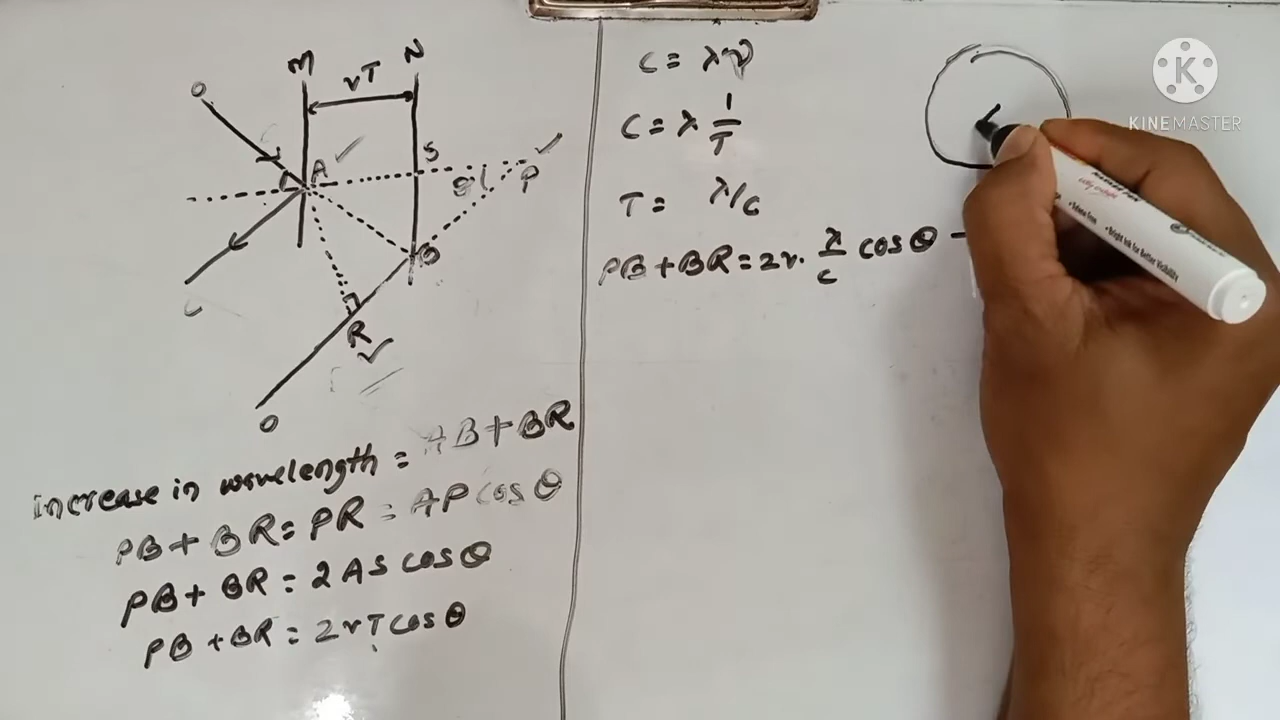 M
N
vT
O
A
S
P
B
C
R
O
increase in wavelength = AB + BR
PB + BR = PR = AP cos θ
PB + BR = 2 AS cos θ
PB + BR = 2vT cos θ
C = λν
C = λ 1/T
T = λ/c
PB + BR = 2v. λ/c cos θ
KINEMASTER